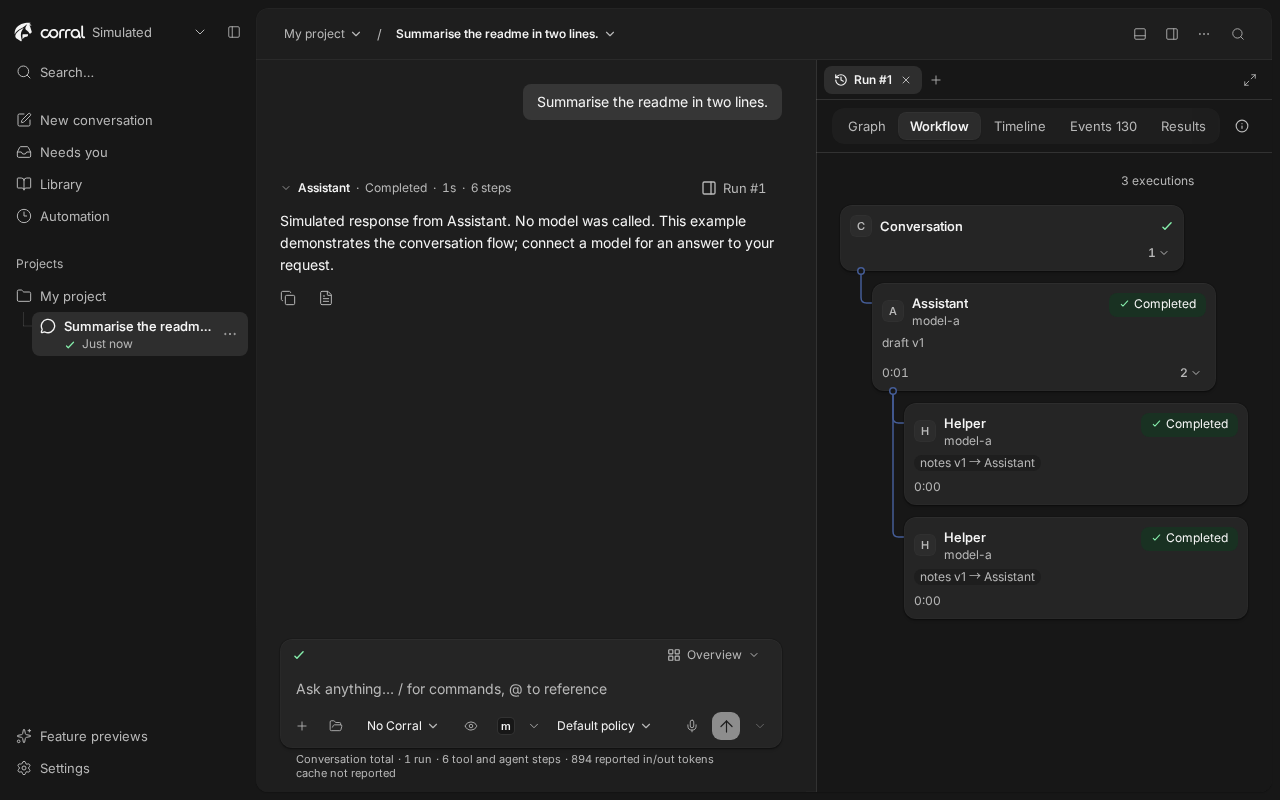 corral Simulated
Search...
New conversation
Needs you
Library
Automation
Projects
My project
Summarise the readm...
Just now
Feature previews
Settings
My project / Summarise the readme in two lines.
Summarise the readme in two lines.
Assistant · Completed · 1s · 6 steps
Run #1
Simulated response from Assistant. No model was called. This example
demonstrates the conversation flow; connect a model for an answer to your
request.
Overview
Ask anything... / for commands, @ to reference
No Corral
m
Default policy
Conversation total · 1 run · 6 tool and agent steps · 894 reported in/out tokens
cache not reported
Run #1
Graph
Workflow
Timeline
Events 130
Results
3 executions
C
Conversation
1
A
Assistant
Completed
model-a
draft v1
0:01
2
H
Helper
Completed
model-a
notes v1 → Assistant
0:00
H
Helper
Completed
model-a
notes v1 → Assistant
0:00